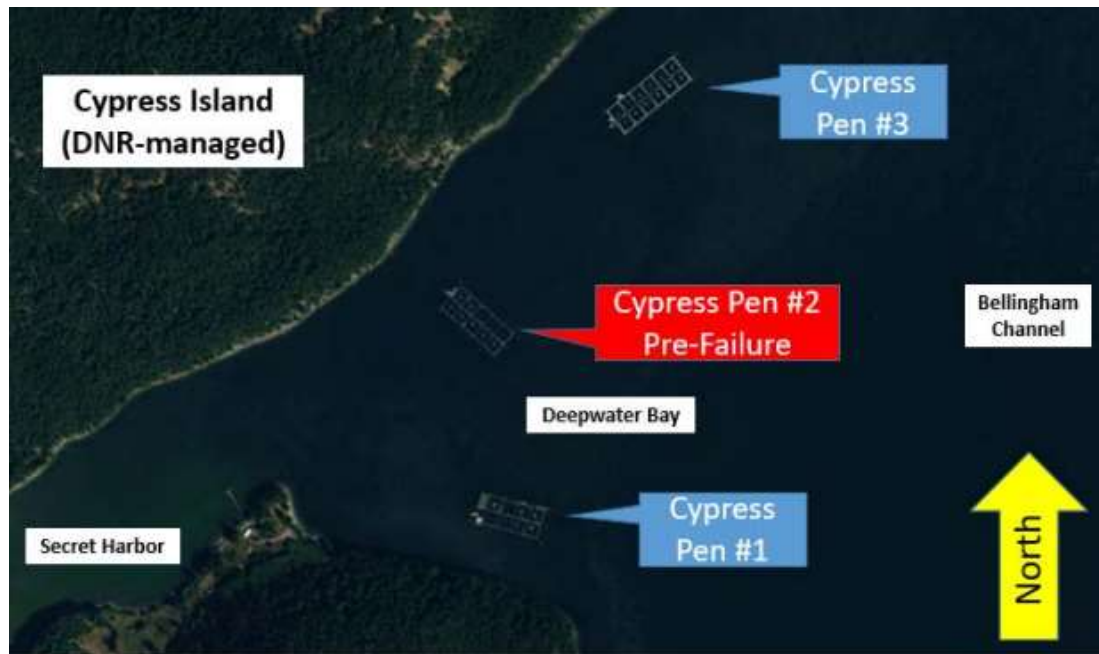 Cypress Island
(DNR-managed)
Cypress
Pen #3
Cypress Pen #2
Pre-Failure
Bellingham
Channel
Deepwater Bay
Cypress
Pen #1
Secret Harbor
North